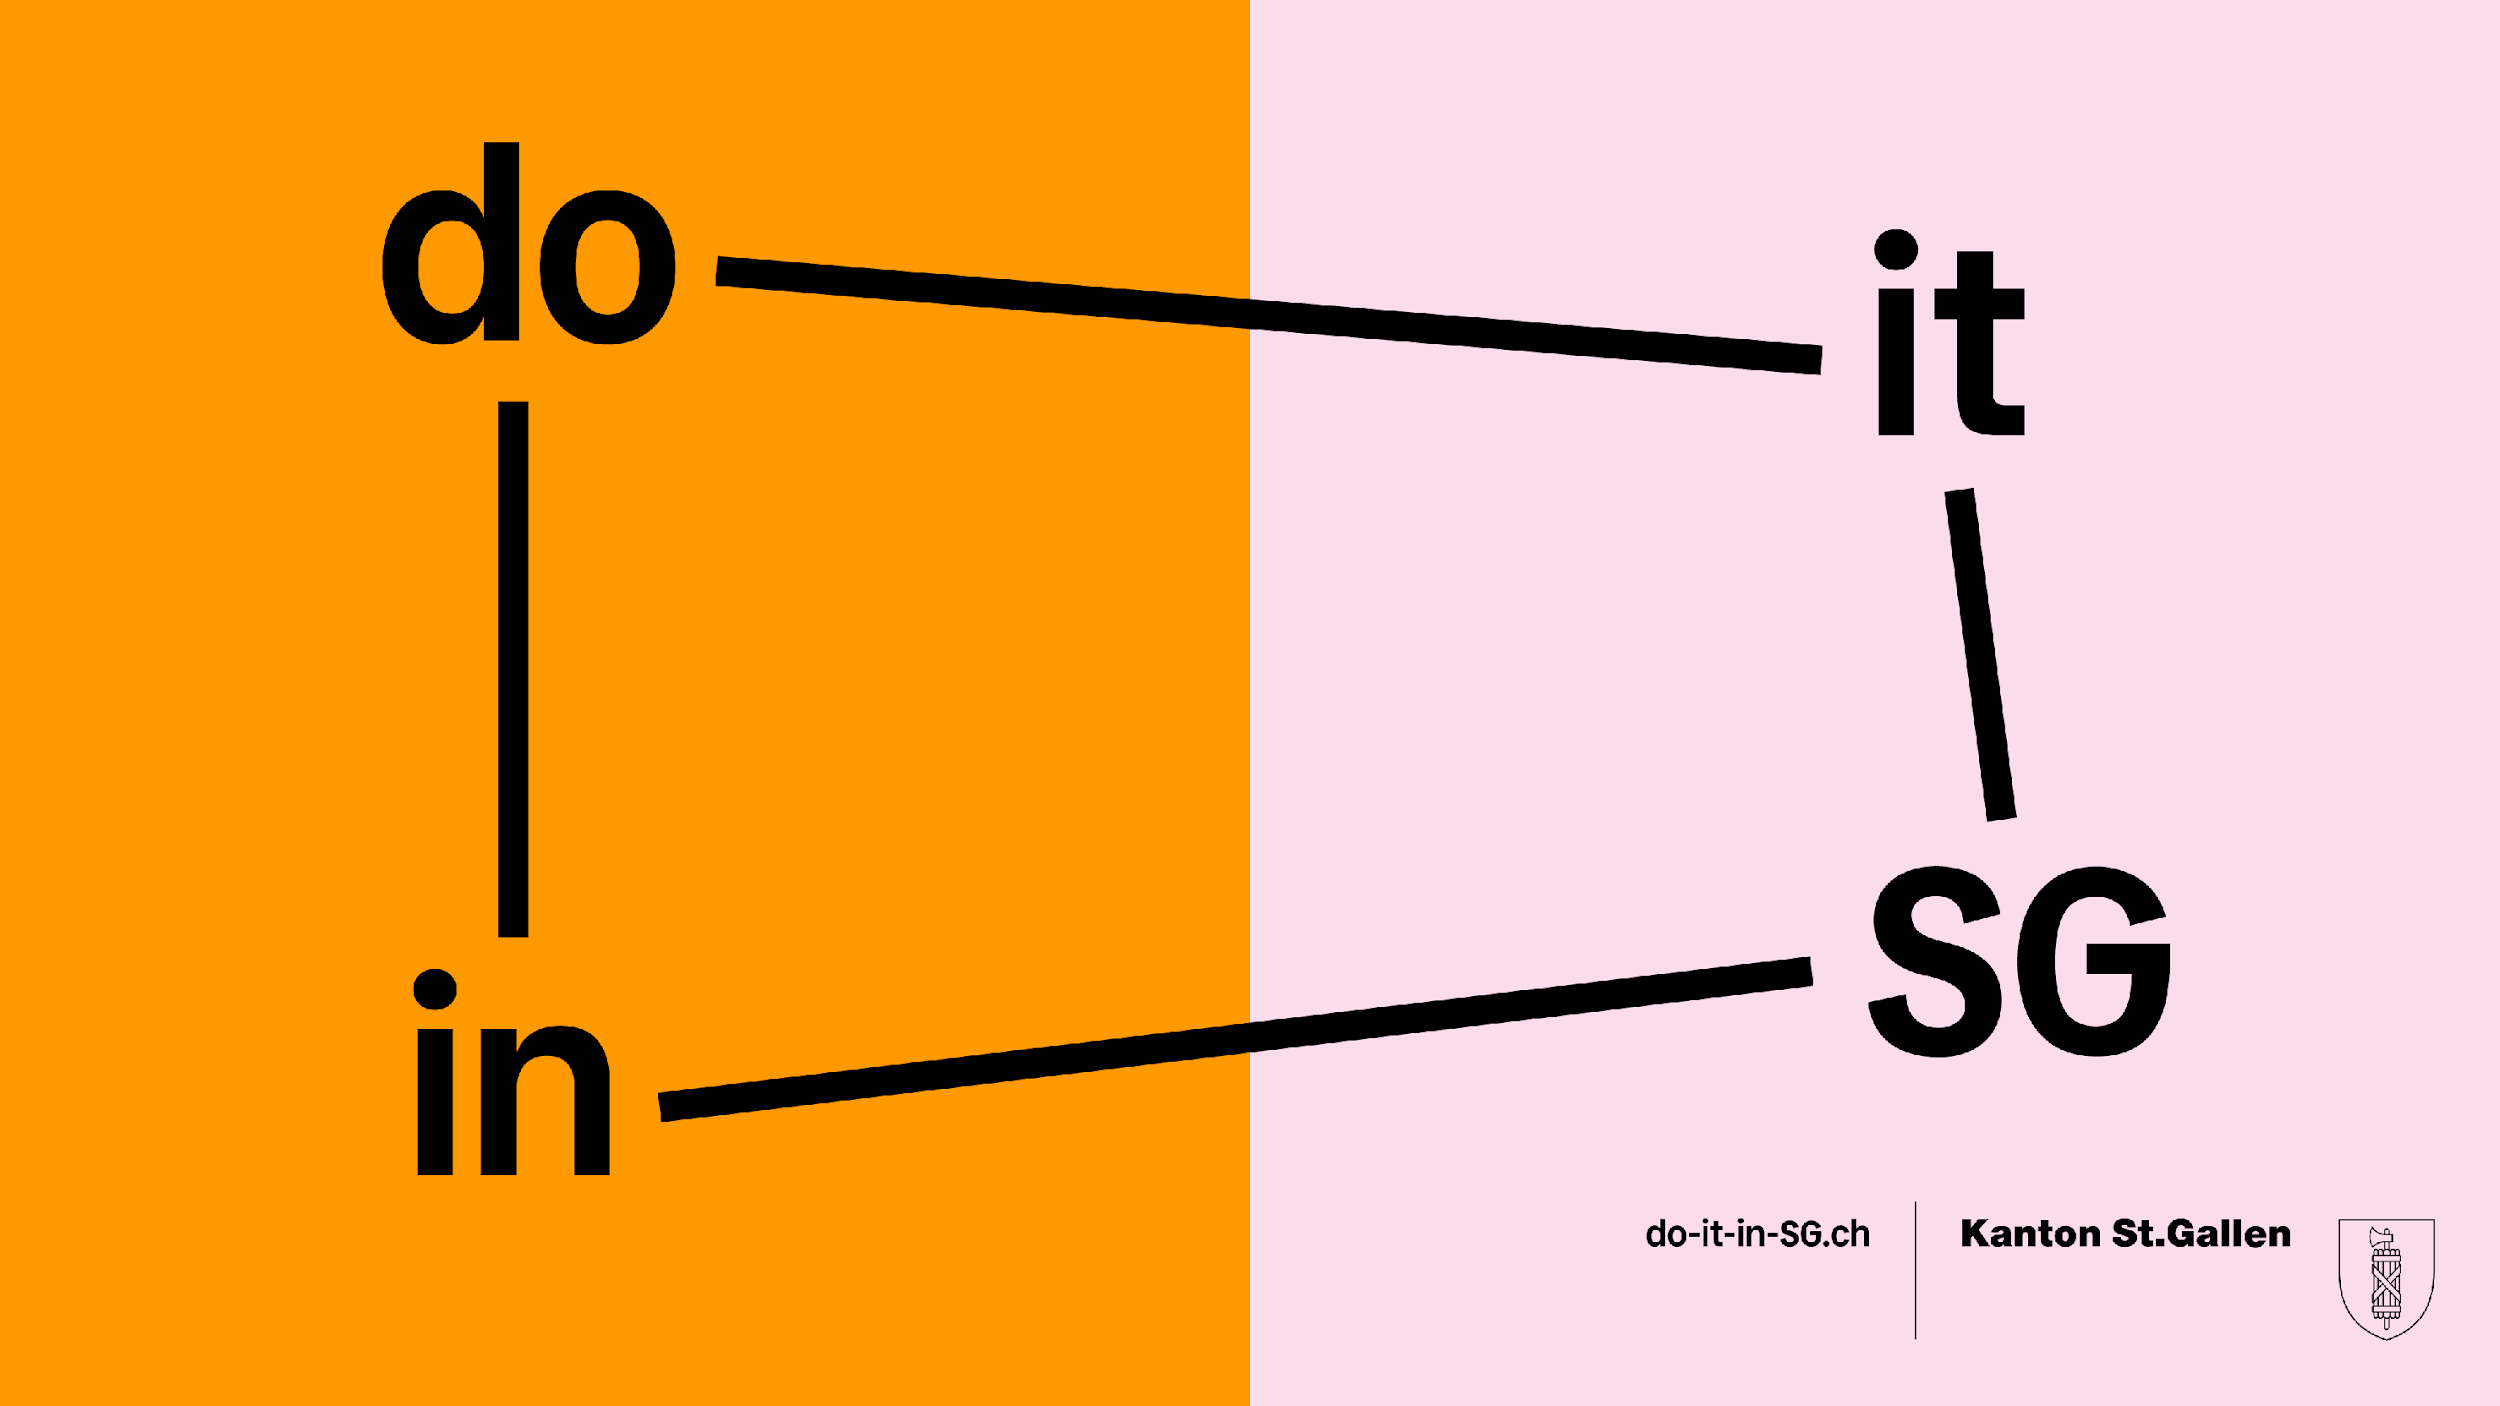 do
it
in
SG
do-it-in-SG.ch
Kanton St.Gallen